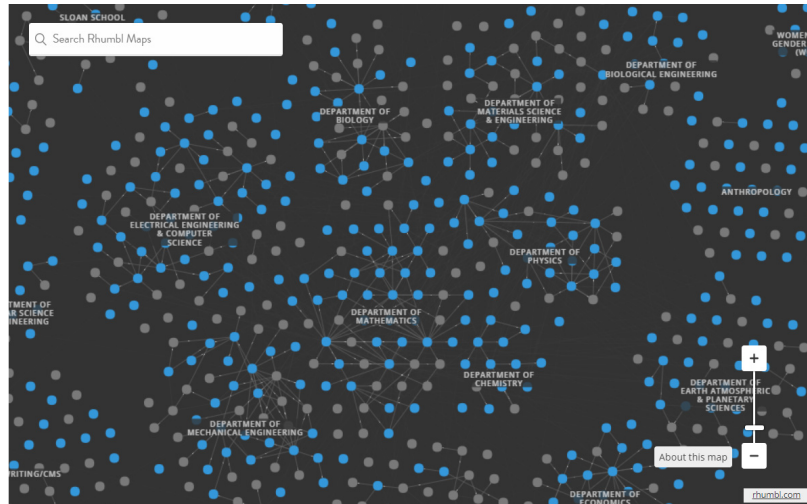 SLOAN SCHOOL
Search Rhumbl Maps
WOMEN
GENDER
(W
DEPARTMENT OF
BIOLOGICAL ENGINEERING
DEPARTMENT OF
BIOLOGY
DEPARTMENT OF
MATERIALS SCIENCE
& ENGINEERING
ANTHROPOLOGY
DEPARTMENT OF
ELECTRICAL ENGINEERING
& COMPUTER
SCIENCE
DEPARTMENT OF
PHYSICS
TMENT OF
AR SCIENCE
INEERING
DEPARTMENT OF
MATHEMATICS
DEPARTMENT OF
CHEMISTRY
DEPARTMENT OF
EARTH ATMOSPHERIC
& PLANETARY
SCIENCES
DEPARTMENT OF
MECHANICAL ENGINEERING
+
−
About this map
WRITING/CMS
DEPARTMENT OF
ECONOMICS
rhumbl.com